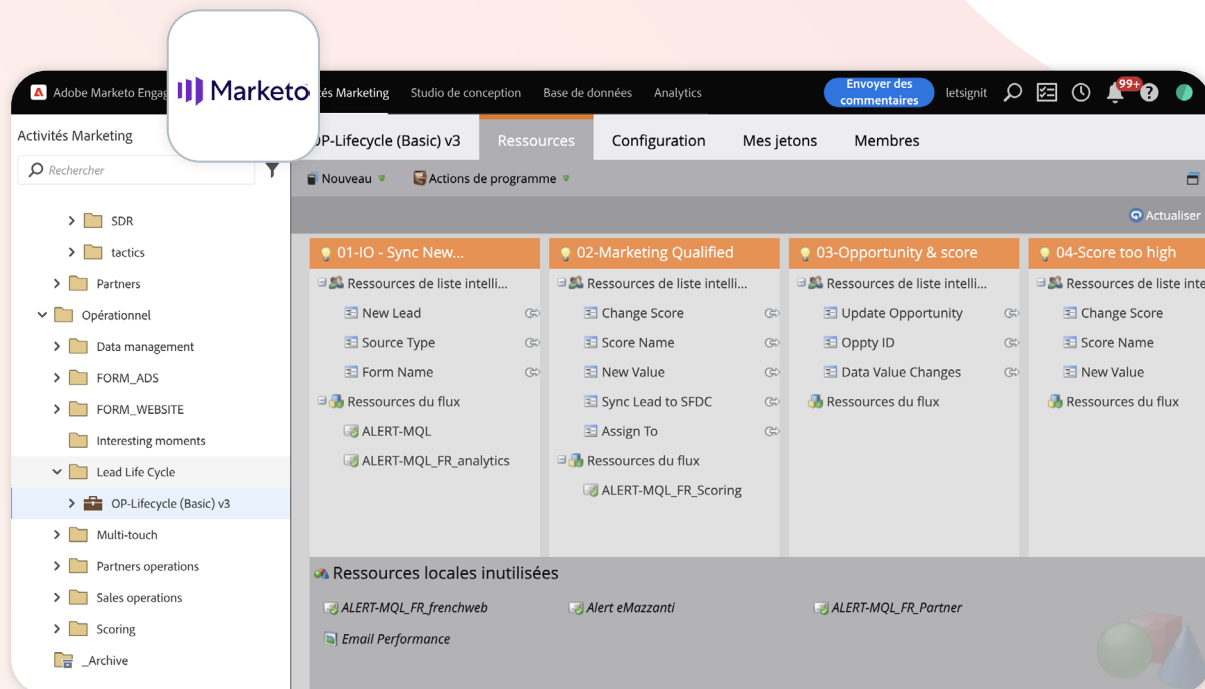 Marketo
Adobe Marketo Engag
és Marketing
Studio de conception
Base de données
Analytics
Envoyer des
commentaires
letsignit
99+
Activités Marketing
Rechercher
OP-Lifecycle (Basic) v3
Ressources
Configuration
Mes jetons
Membres
Nouveau
Actions de programme
Actualiser
SDR
tactics
Partners
Opérationnel
Data management
FORM_ADS
FORM_WEBSITE
Interesting moments
Lead Life Cycle
OP-Lifecycle (Basic) v3
Multi-touch
Partners operations
Sales operations
Scoring
_Archive
01-IO - Sync New...
Ressources de liste intelli...
New Lead
Source Type
Form Name
Ressources du flux
ALERT-MQL
ALERT-MQL_FR_analytics
02-Marketing Qualified
Ressources de liste intelli...
Change Score
Score Name
New Value
Sync Lead to SFDC
Assign To
Ressources du flux
ALERT-MQL_FR_Scoring
03-Opportunity & score
Ressources de liste intelli...
Update Opportunity
Oppty ID
Data Value Changes
Ressources du flux
04-Score too high
Ressources de liste inte
Change Score
Score Name
New Value
Ressources du flux
Ressources locales inutilisées
ALERT-MQL_FR_frenchweb
Alert eMazzanti
ALERT-MQL_FR_Partner
Email Performance